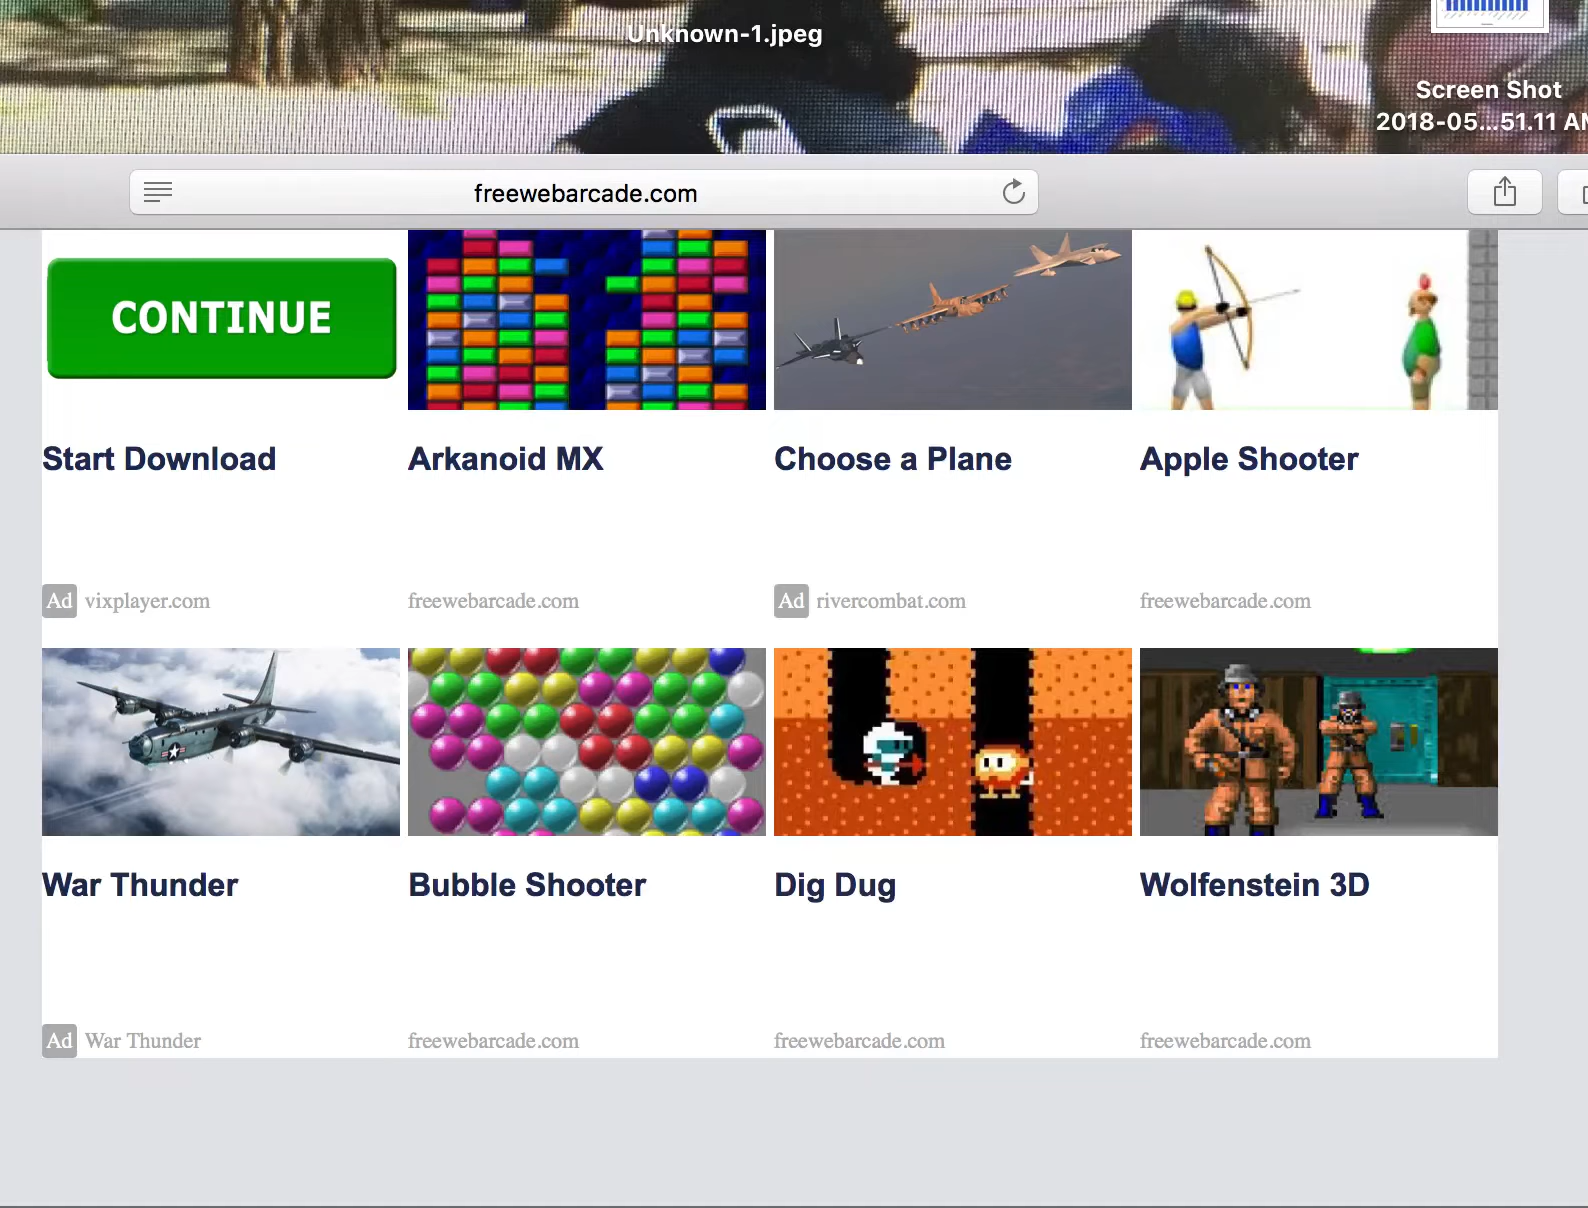 Unknown-1.jpeg
Screen Shot
2018-05...51.11 AM
freewebarcade.com
CONTINUE
Start Download
Arkanoid MX
Choose a Plane
Apple Shooter
Ad vixplayer.com
freewebarcade.com
Ad rivercombat.com
freewebarcade.com
War Thunder
Bubble Shooter
Dig Dug
Wolfenstein 3D
Ad War Thunder
freewebarcade.com
freewebarcade.com
freewebarcade.com